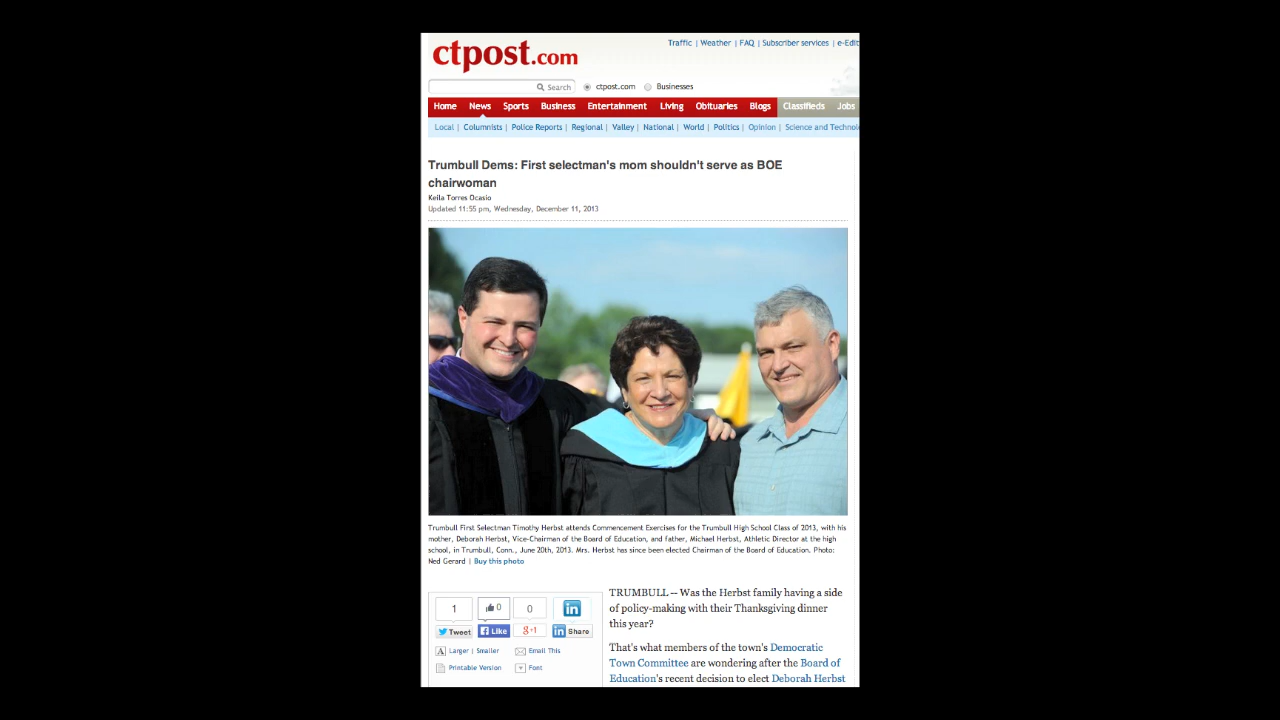 ctpost.com
Traffic | Weather | FAQ | Subscriber services | e-Edit
Search ctpost.com Businesses
Home News Sports Business Entertainment Living Obituaries Blogs Classifieds Jobs
Local | Columnists | Police Reports | Regional | Valley | National | World | Politics | Opinion | Science and Technol
Trumbull Dems: First selectman's mom shouldn't serve as BOE
chairwoman
Keila Torres Ocasio
Updated 11:55 pm, Wednesday, December 11, 2013
Trumbull First Selectman Timothy Herbst attends Commencement Exercises for the Trumbull High School Class of 2013, with his
mother, Deborah Herbst, Vice-Chairman of the Board of Education, and father, Michael Herbst, Athletic Director at the high
school, in Trumbull, Conn., June 20th, 2013. Mrs. Herbst has since been elected Chairman of the Board of Education. Photo:
Ned Gerard | Buy this photo
1 0 0 in
Tweet Like g+1 in Share
A Larger | Smaller Email This
Printable Version Font
TRUMBULL -- Was the Herbst family having a side
of policy-making with their Thanksgiving dinner
this year?
That's what members of the town's Democratic
Town Committee are wondering after the Board of
Education's recent decision to elect Deborah Herbst